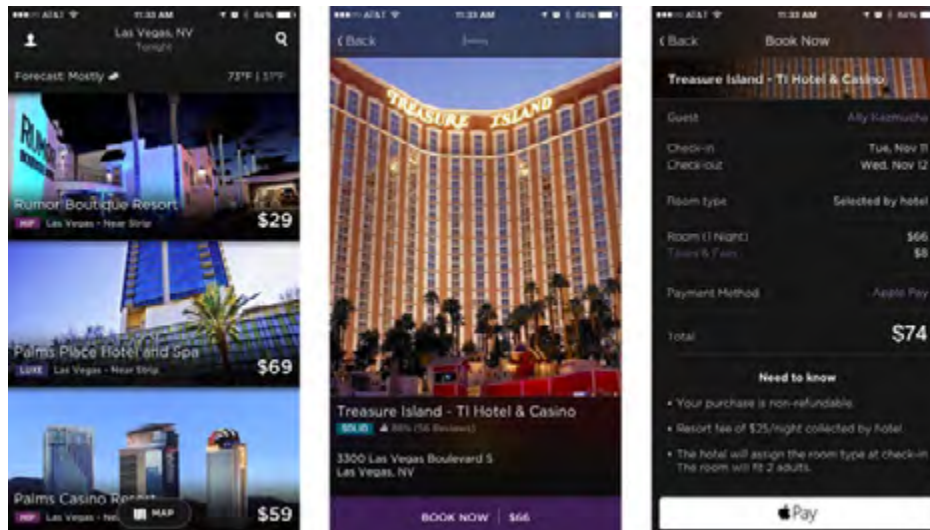 AT&T 11:33 AM 84%
Las Vegas, NV
Tonight
Forecast: Mostly
73°F | 51°F
Rumor Boutique Resort
HIP Las Vegas - Near Strip
$29
Palms Place Hotel and Spa
LUXE Las Vegas - Near Strip
$69
Palms Casino Resort
HIP Las Vegas - Ne
MAP
$59
AT&T 11:33 AM 84%
Back
TREASURE ISLAND
Treasure Island - TI Hotel & Casino
SOLID 88% (56 Reviews)
3300 Las Vegas Boulevard S
Las Vegas, NV
BOOK NOW | $66
AT&T 11:33 AM 84%
Back Book Now
Treasure Island - TI Hotel & Casino
Guest Ally Kazmucha
Check-in Tue, Nov 11
Check-out Wed, Nov 12
Room type Selected by hotel
Room (1 Night) $66
Taxes & Fees $8
Payment Method Apple Pay
Total $74
Need to know
• Your purchase is non-refundable.
• Resort fee of $25/night collected by hotel.
• The hotel will assign the room type at check-in.
The room will fit 2 adults.
Pay